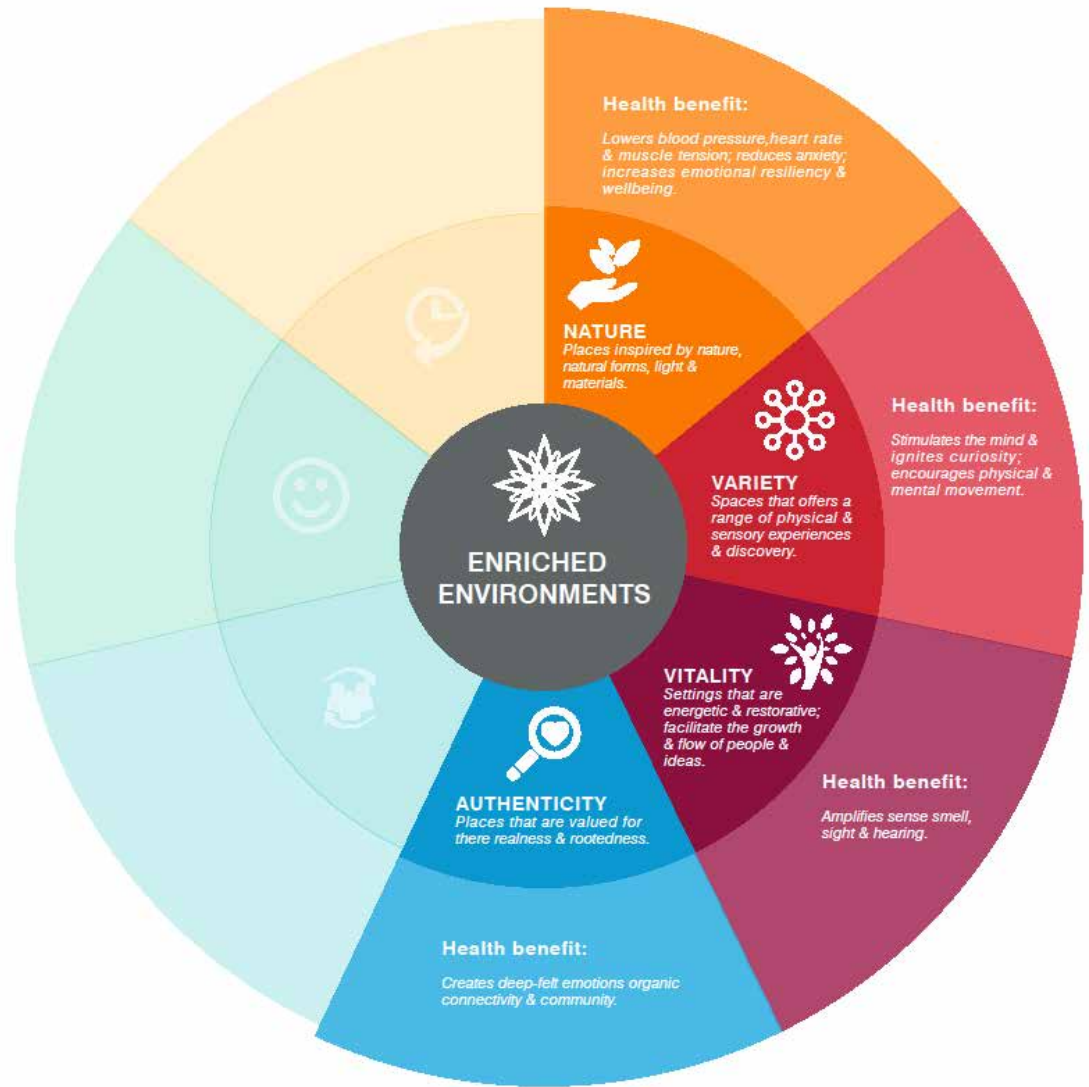 Health benefit:
Lowers blood pressure,heart rate
& muscle tension; reduces anxiety;
increases emotional resiliency &
wellbeing.
NATURE
Places inspired by nature,
natural forms, light &
materials.
Health benefit:
Stimulates the mind &
ignites curiosity;
encourages physical &
mental movement.
VARIETY
Spaces that offers a
range of physical &
sensory experiences
& discovery.
ENRICHED
ENVIRONMENTS
VITALITY
Settings that are
energetic & restorative;
facilitate the growth
& flow of people &
ideas.
Health benefit:
Amplifies sense smell,
sight & hearing.
AUTHENTICITY
Places that are valued for
there realness & rootedness.
Health benefit:
Creates deep-felt emotions organic
connectivity & community.